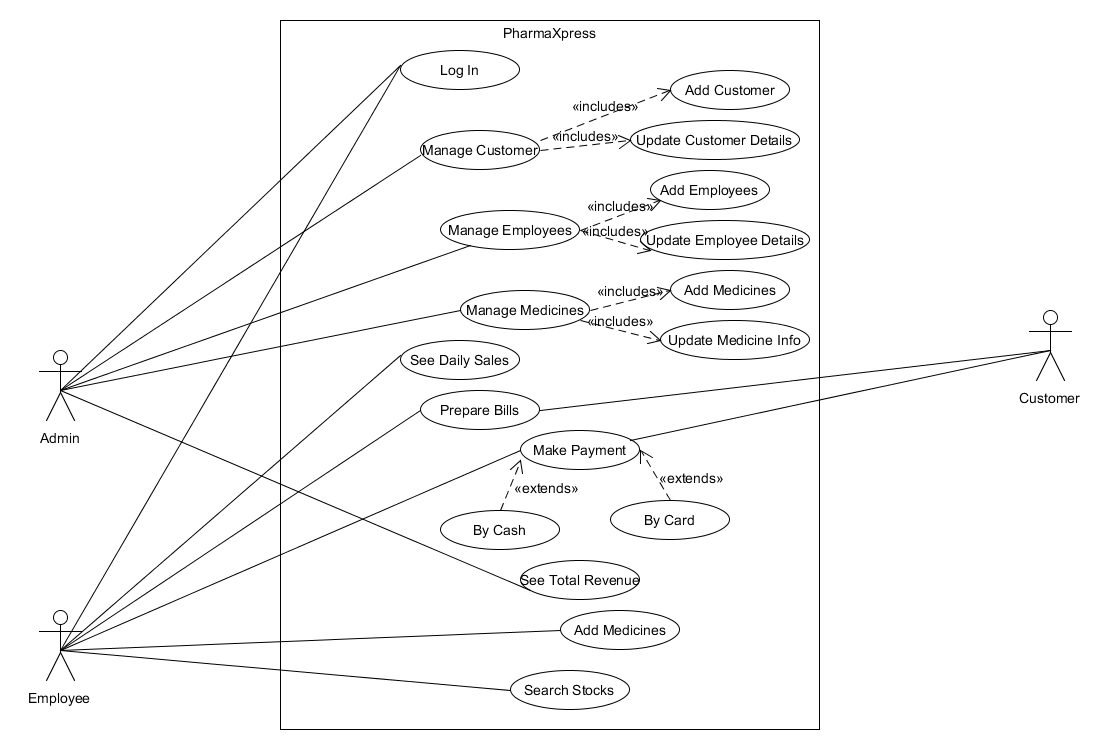 PharmaXpress
Log In
Add Customer
«includes»
«includes»
Update Customer Details
Manage Customer
Add Employees
«includes»
Manage Employees
«includes»
Update Employee Details
Add Medicines
«includes»
Manage Medicines
«includes»
Update Medicine Info
See Daily Sales
Customer
Prepare Bills
Admin
Make Payment
«extends»
«extends»
By Cash
By Card
See Total Revenue
Add Medicines
Search Stocks
Employee